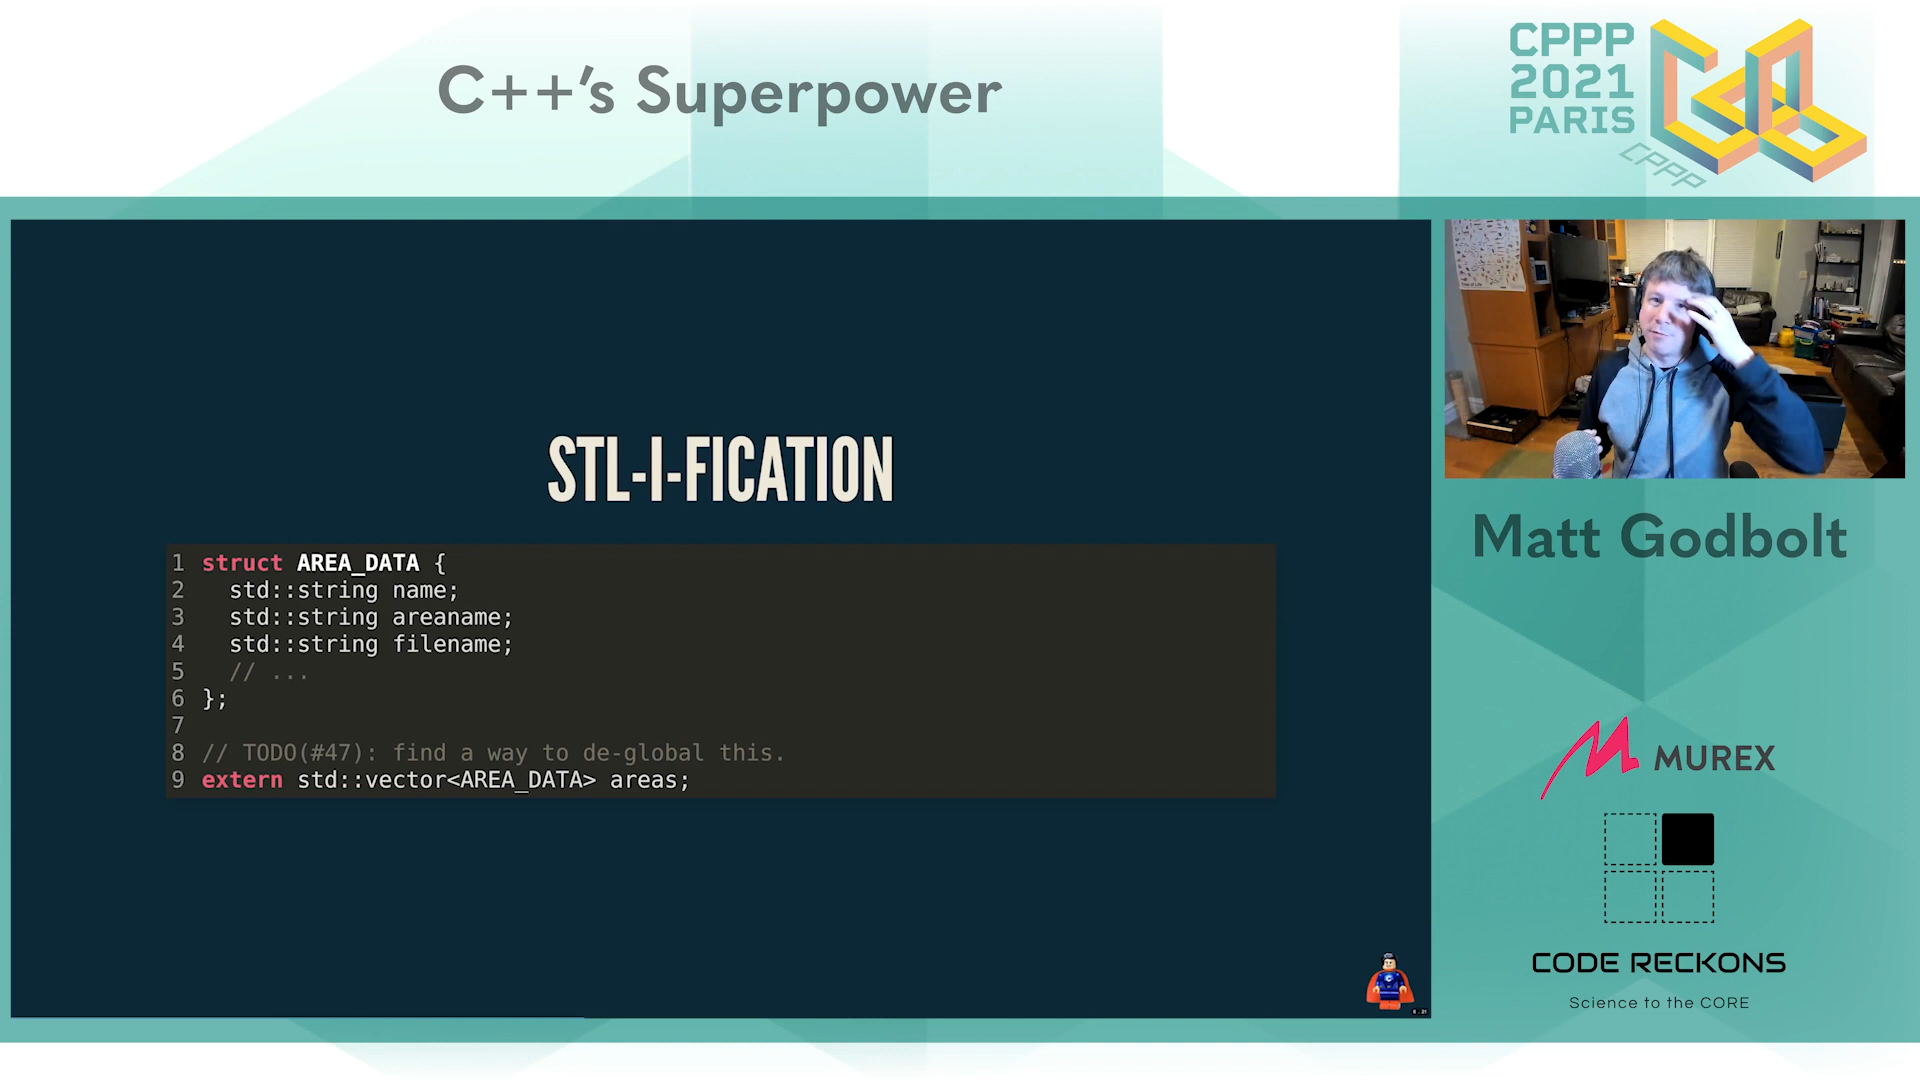 C++'s Superpower
CPPP
2021
PARIS
CPPP
STL-I-FICATION
1 struct AREA_DATA {
2   std::string name;
3   std::string areaname;
4   std::string filename;
5   // ...
6 };
7
8 // TODO(#47): find a way to de-global this.
9 extern std::vector<AREA_DATA> areas;
Matt Godbolt
MUREX
CODE RECKONS
Science to the CORE